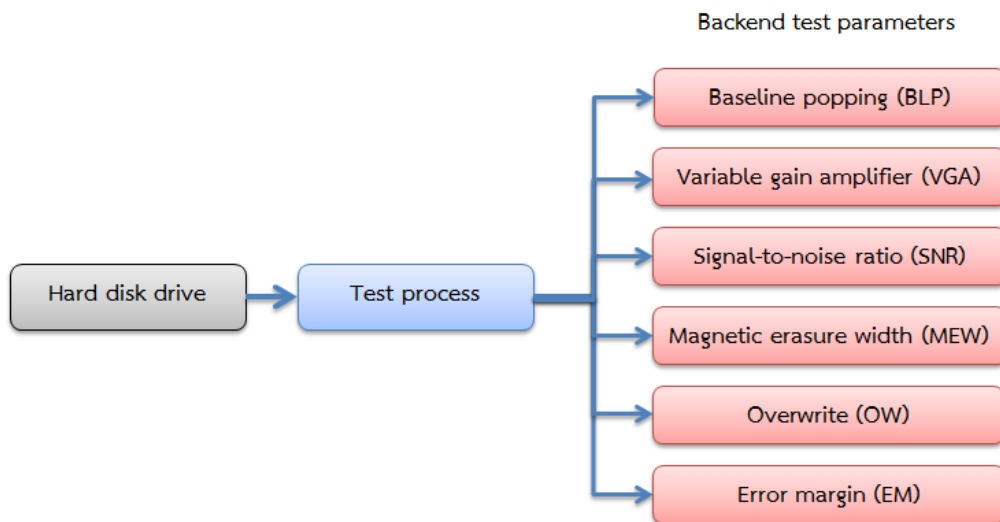 Backend test parameters
Baseline popping (BLP)
Variable gain amplifier (VGA)
Signal-to-noise ratio (SNR)
Hard disk drive
Test process
Magnetic erasure width (MEW)
Overwrite (OW)
Error margin (EM)